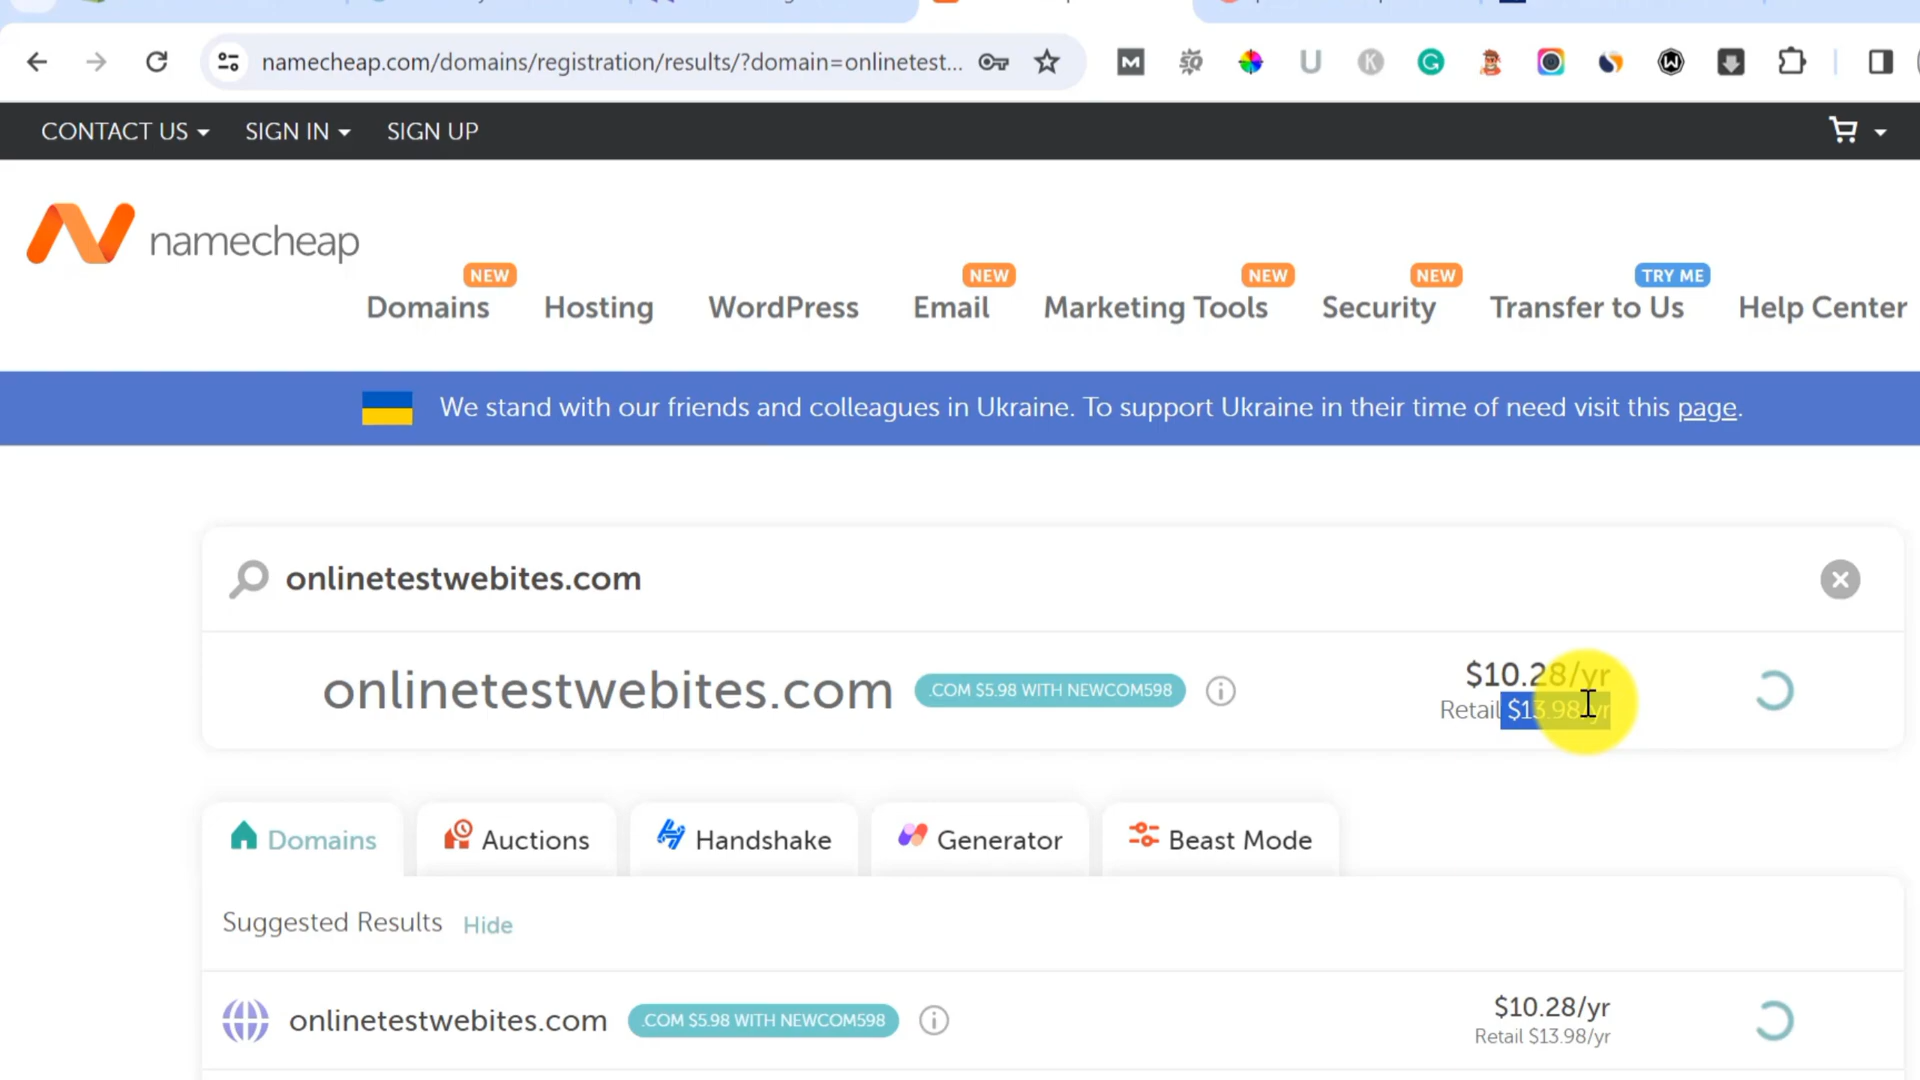 namecheap.com/domains/registration/results/?domain=onlinetest...
CONTACT US
SIGN IN
SIGN UP
namecheap
NEW
NEW
NEW
NEW
TRY ME
Domains
Hosting
WordPress
Email
Marketing Tools
Security
Transfer to Us
Help Center
We stand with our friends and colleagues in Ukraine. To support Ukraine in their time of need visit this page.
onlinetestwebites.com
onlinetestwebites.com
.COM $5.98 WITH NEWCOM598
$10.28/yr
Retail $13.98/yr
Domains
Auctions
Handshake
Generator
Beast Mode
Suggested Results
Hide
onlinetestwebites.com
.COM $5.98 WITH NEWCOM598
$10.28/yr
Retail $13.98/yr